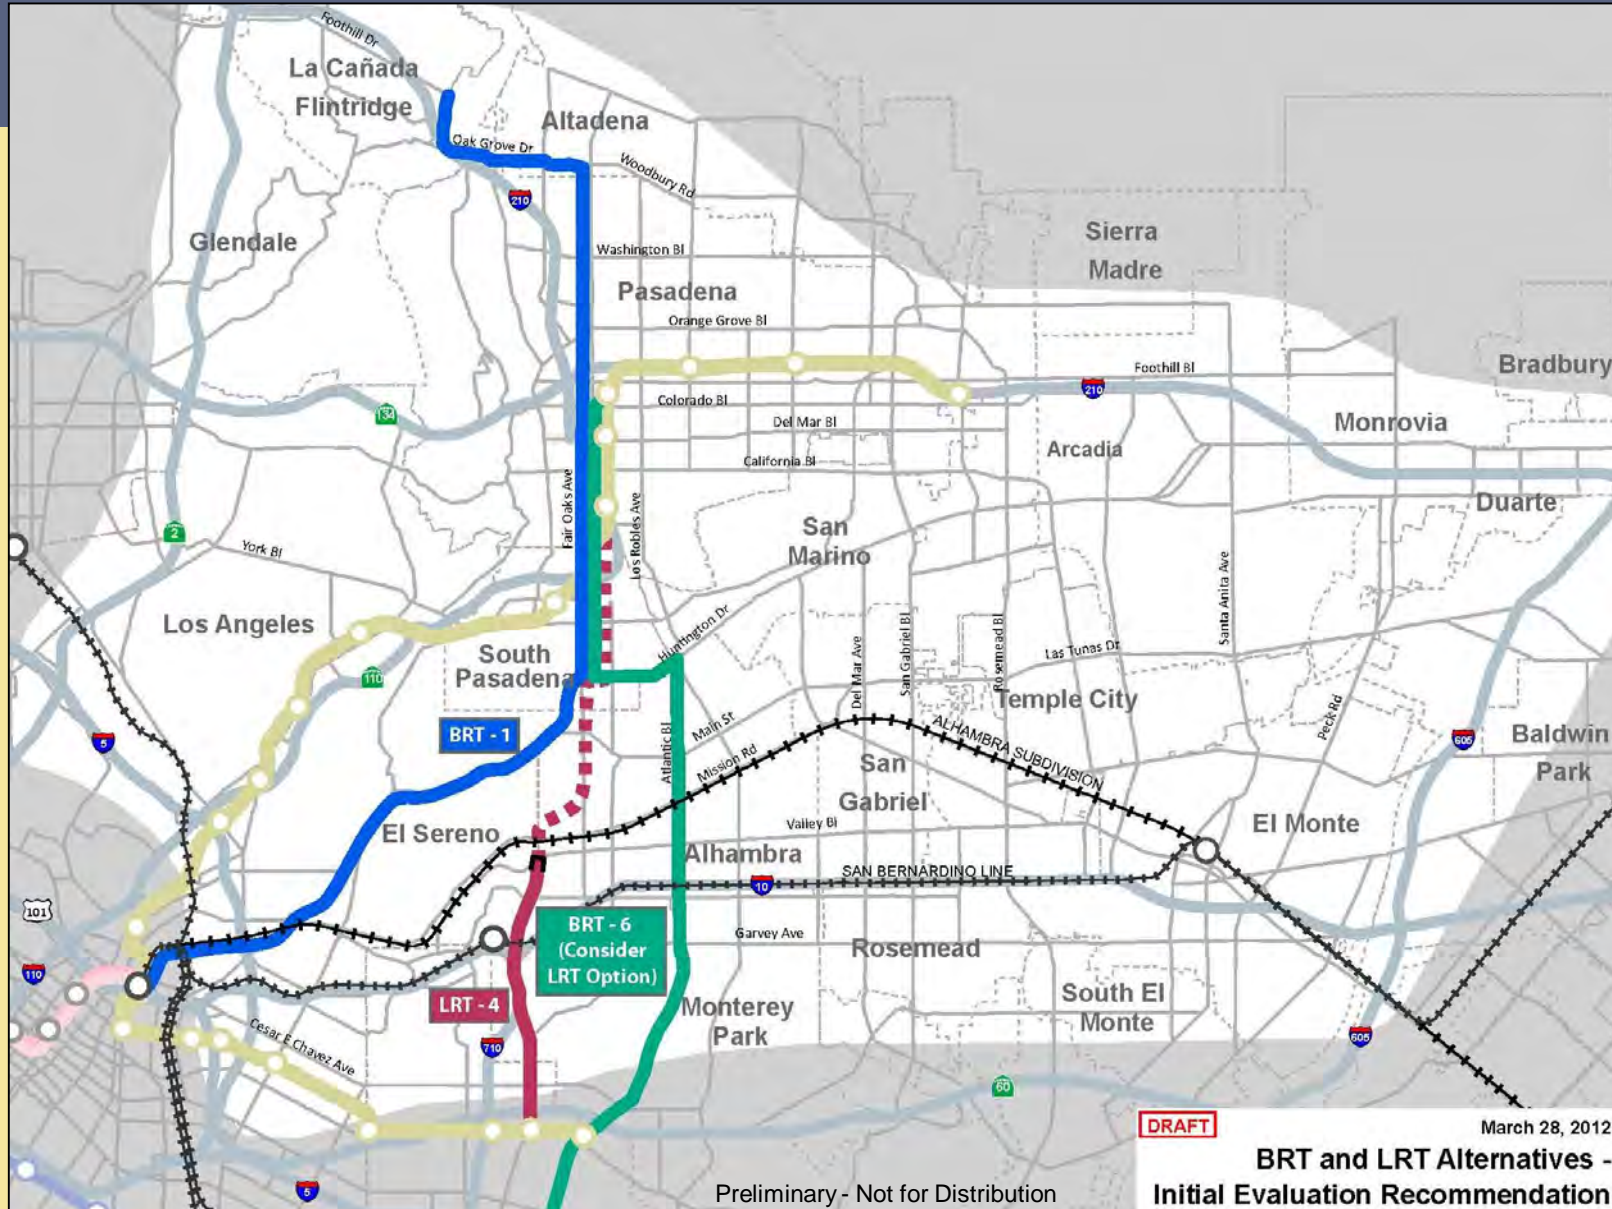 Foothill Dr
La Cañada
Flintridge
Altadena
Oak Grove Dr
Woodbury Rd
210
Glendale
Sierra
Madre
Washington Bl
Pasadena
Orange Grove Bl
Foothill Bl
Bradbury
210
134
Colorado Bl
Del Mar Bl
Monrovia
Arcadia
California Bl
Fair Oaks Ave
Los Robles Ave
Duarte
2
York Bl
San
Marino
Santa Anita Ave
Los Angeles
Huntington Dr
Del Mar Ave
San Gabriel Bl
Rosemead Bl
Las Tunas Dr
South
Pasadena
110
Temple City
Peck Rd
BRT - 1
5
Atlantic Bl
Main St
Mission Rd
ALHAMBRA SUBDIVISION
605
Baldwin
Park
San
Gabriel
El Sereno
Valley Bl
El Monte
Alhambra
SAN BERNARDINO LINE
10
101
BRT - 6
(Consider
LRT Option)
Garvey Ave
Rosemead
110
LRT - 4
Monterey
Park
South El
Monte
Cesar E Chavez Ave
710
605
60
5
DRAFT
March 28, 2012
BRT and LRT Alternatives -
Initial Evaluation Recommendation
Preliminary - Not for Distribution